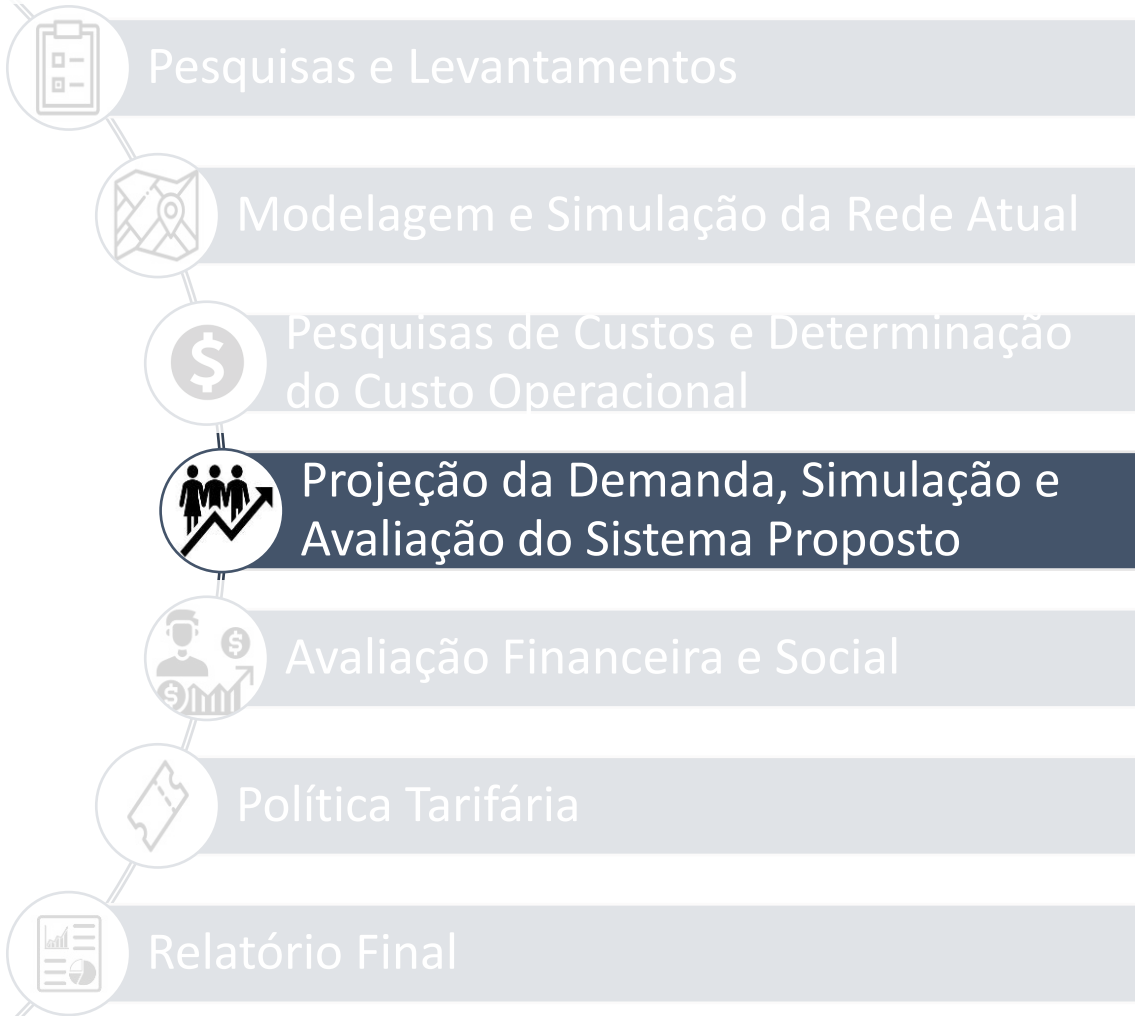 Pesquisas e Levantamentos
Modelagem e Simulação da Rede Atual
Pesquisas de Custos e Determinação
do Custo Operacional
$
Projeção da Demanda, Simulação e
Avaliação do Sistema Proposto
$
$
Avaliação Financeira e Social
Política Tarifária
Relatório Final